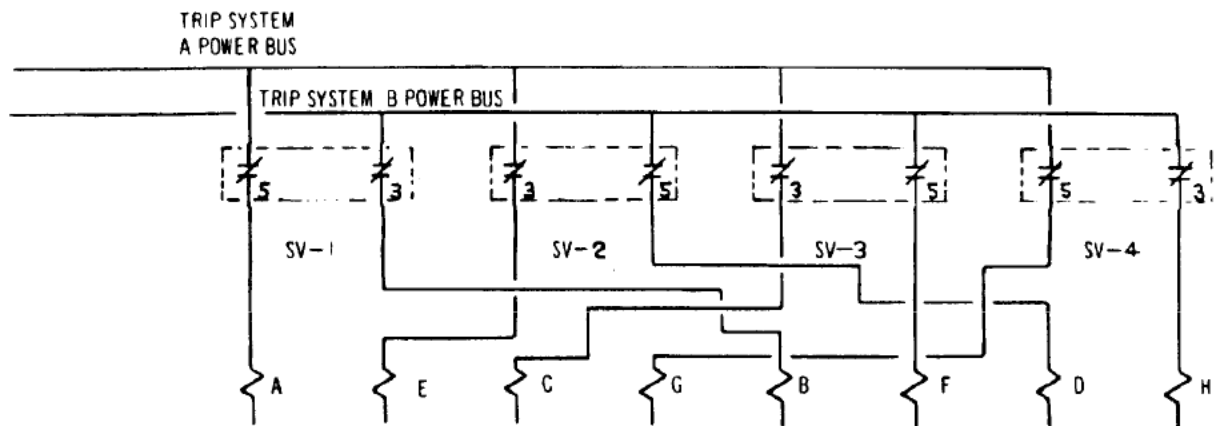 TRIP SYSTEM
A POWER BUS
TRIP SYSTEM B POWER BUS
5 3 3 5 3 5 5 3
SV-1 SV-2 SV-3 SV-4
A E C G B F D H